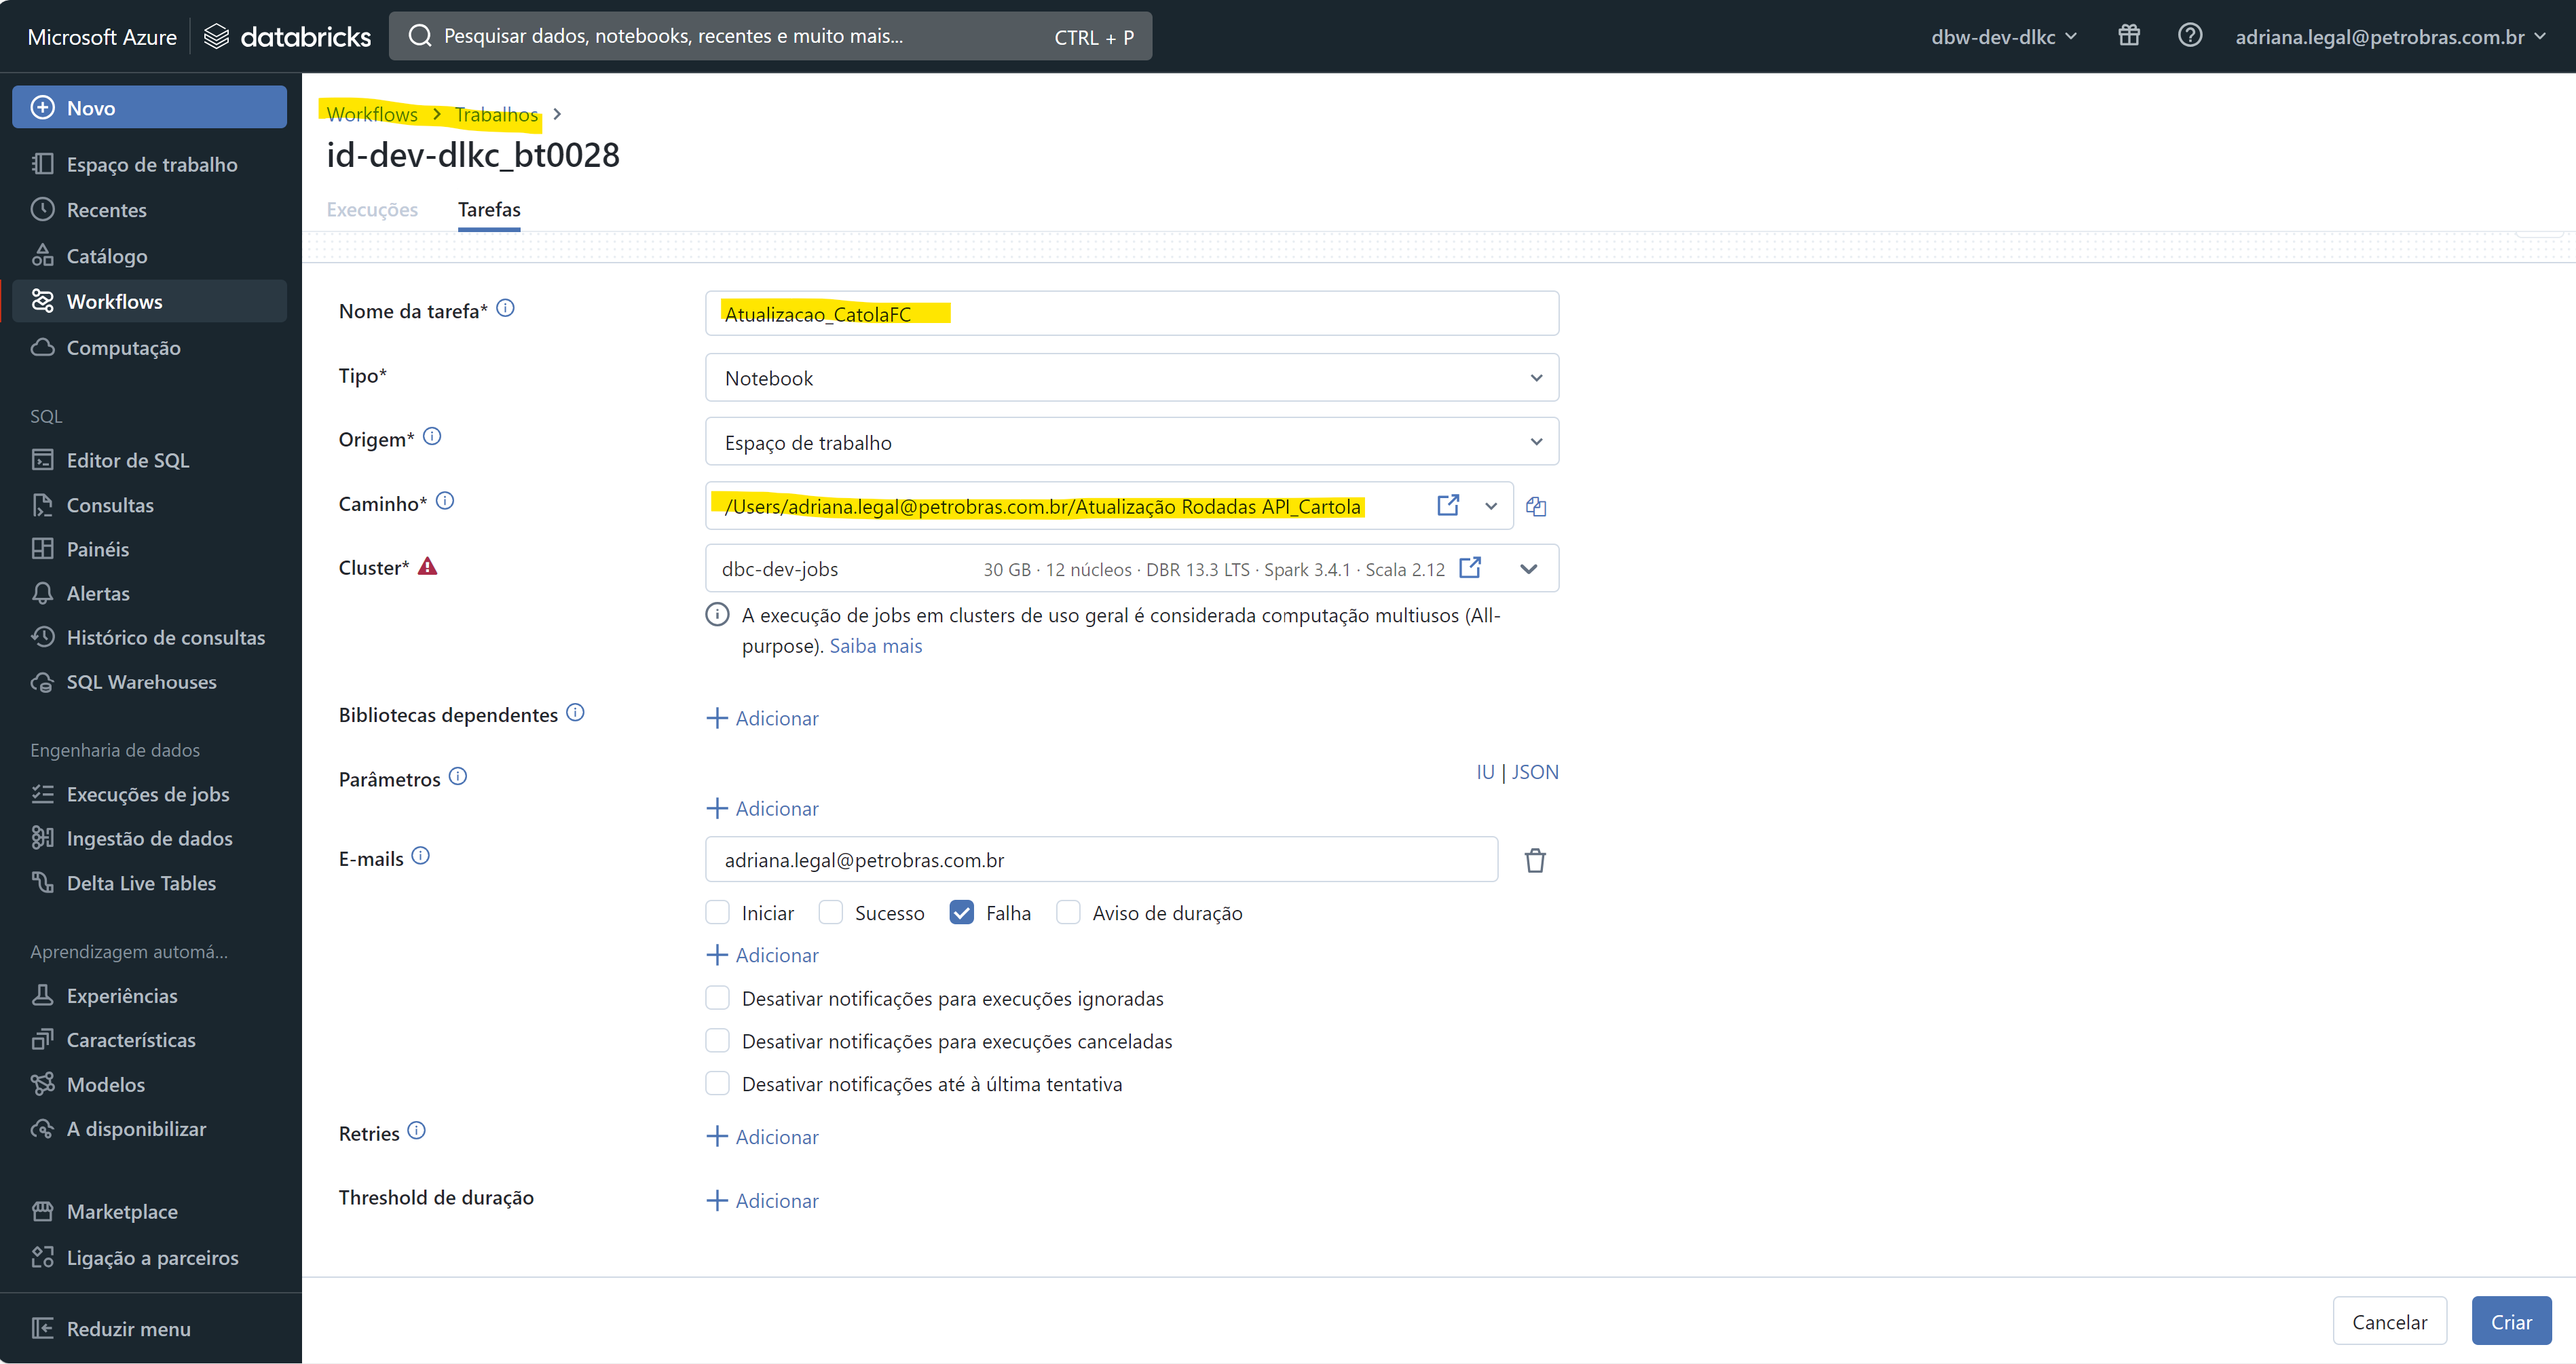 Microsoft Azure
databricks
Pesquisar dados, notebooks, recentes e muito mais...
CTRL + P
dbw-dev-dlkc
adriana.legal@petrobras.com.br
Novo
Espaço de trabalho
Recentes
Catálogo
Workflows
Computação
SQL
Editor de SQL
Consultas
Painéis
Alertas
Histórico de consultas
SQL Warehouses
Engenharia de dados
Execuções de jobs
Ingestão de dados
Delta Live Tables
Aprendizagem automá...
Experiências
Características
Modelos
A disponibilizar
Marketplace
Ligação a parceiros
Reduzir menu
Workflows > Trabalhos >
id-dev-dlkc_bt0028
Execuções
Tarefas
Nome da tarefa*
Atualizacao_CatolaFC
Tipo*
Notebook
Origem*
Espaço de trabalho
Caminho*
/Users/adriana.legal@petrobras.com.br/Atualização Rodadas API_Cartola
Cluster*
dbc-dev-jobs
30 GB · 12 núcleos · DBR 13.3 LTS · Spark 3.4.1 · Scala 2.12
A execução de jobs em clusters de uso geral é considerada computação multiusos (All-
purpose). Saiba mais
Bibliotecas dependentes
+ Adicionar
Parâmetros
IU | JSON
+ Adicionar
E-mails
adriana.legal@petrobras.com.br
Iniciar
Sucesso
Falha
Aviso de duração
+ Adicionar
Desativar notificações para execuções ignoradas
Desativar notificações para execuções canceladas
Desativar notificações até à última tentativa
Retries
+ Adicionar
Threshold de duração
+ Adicionar
Cancelar
Criar